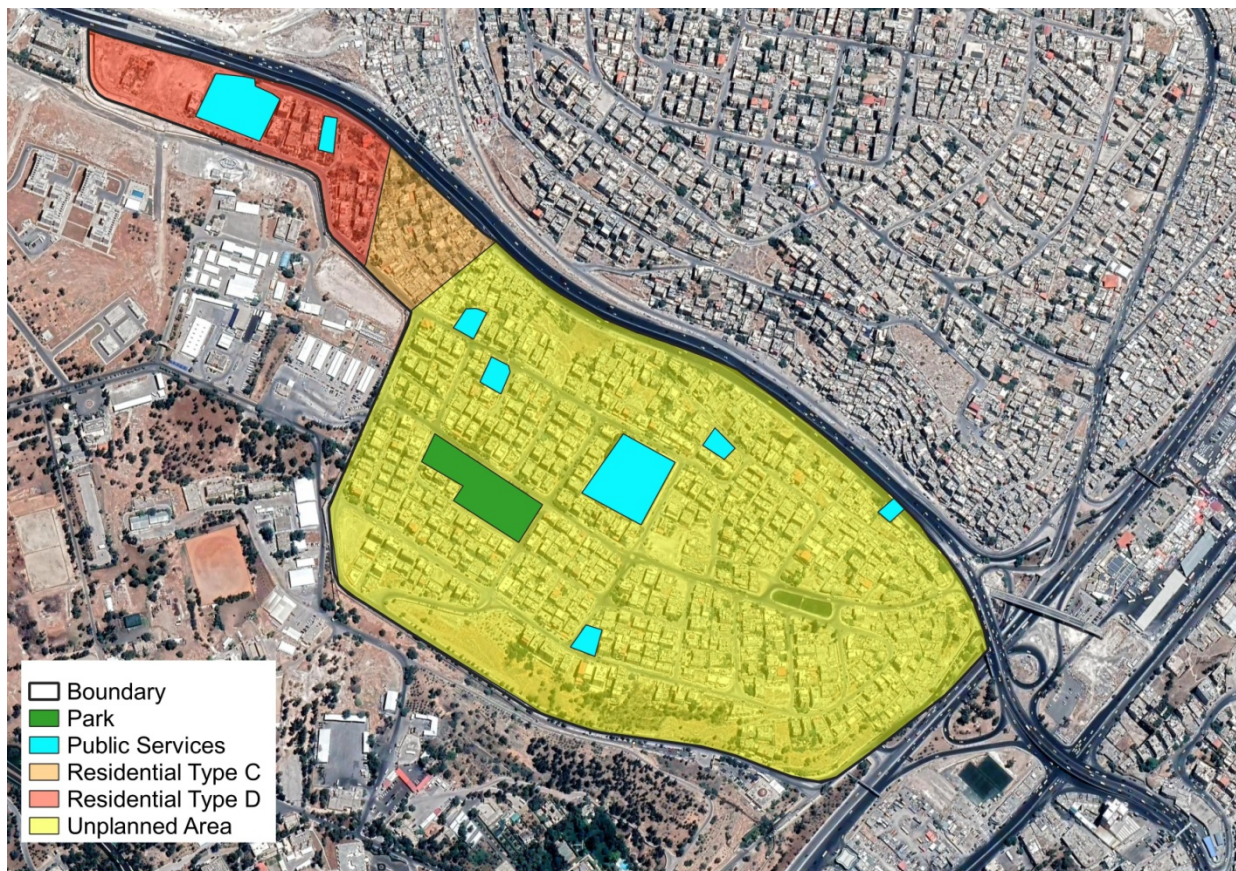 Boundary
Park
Public Services
Residential Type C
Residential Type D
Unplanned Area